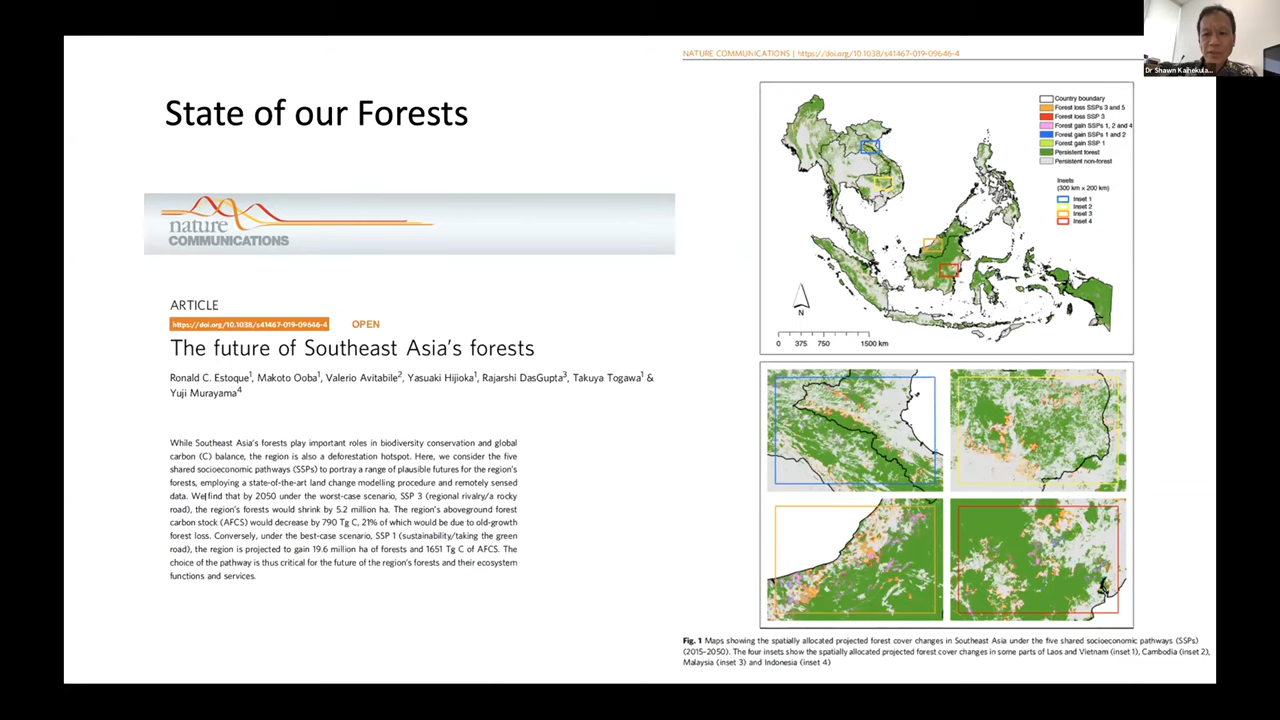 State of our Forests
nature
COMMUNICATIONS
ARTICLE
https://doi.org/10.1038/s41467-019-09646-4 OPEN
The future of Southeast Asia's forests
Ronald C. Estoque1, Makoto Ooba1, Valerio Avitabile2, Yasuaki Hijioka1, Rajarshi DasGupta3, Takuya Togawa1 &
Yuji Murayama4
While Southeast Asia's forests play important roles in biodiversity conservation and global
carbon (C) balance, the region is also a deforestation hotspot. Here, we consider the five
shared socioeconomic pathways (SSPs) to portray a range of plausible futures for the region's
forests, employing a state-of-the-art land change modelling procedure and remotely sensed
data. We find that by 2050 under the worst-case scenario, SSP 3 (regional rivalry/a rocky
road), the region's forests would shrink by 5.2 million ha. The region's aboveground forest
carbon stock (AFCS) would decrease by 790 Tg C, 21% of which would be due to old-growth
forest loss. Conversely, under the best-case scenario, SSP 1 (sustainability/taking the green
road), the region is projected to gain 19.6 million ha of forests and 1651 Tg C of AFCS. The
choice of the pathway is thus critical for the future of the region's forests and their ecosystem
functions and services.
NATURE COMMUNICATIONS | https://doi.org/10.1038/s41467-019-09646-4
Country boundary
Forest loss SSPs 3 and 5
Forest loss SSP 3
Forest gain SSPs 1, 2 and 4
Forest gain SSPs 1 and 2
Forest gain SSP 1
Persistent forest
Persistent non-forest
Insets
(300 km x 200 km)
Inset 1
Inset 2
Inset 3
Inset 4
N
0 375 750 1500 km
Fig. 1 Maps showing the spatially allocated projected forest cover changes in Southeast Asia under the five shared socioeconomic pathways (SSPs)
(2015–2050). The four insets show the spatially allocated projected forest cover changes in some parts of Laos and Vietnam (inset 1), Cambodia (inset 2),
Malaysia (inset 3) and Indonesia (inset 4)
Dr Shawn Kaihekula...